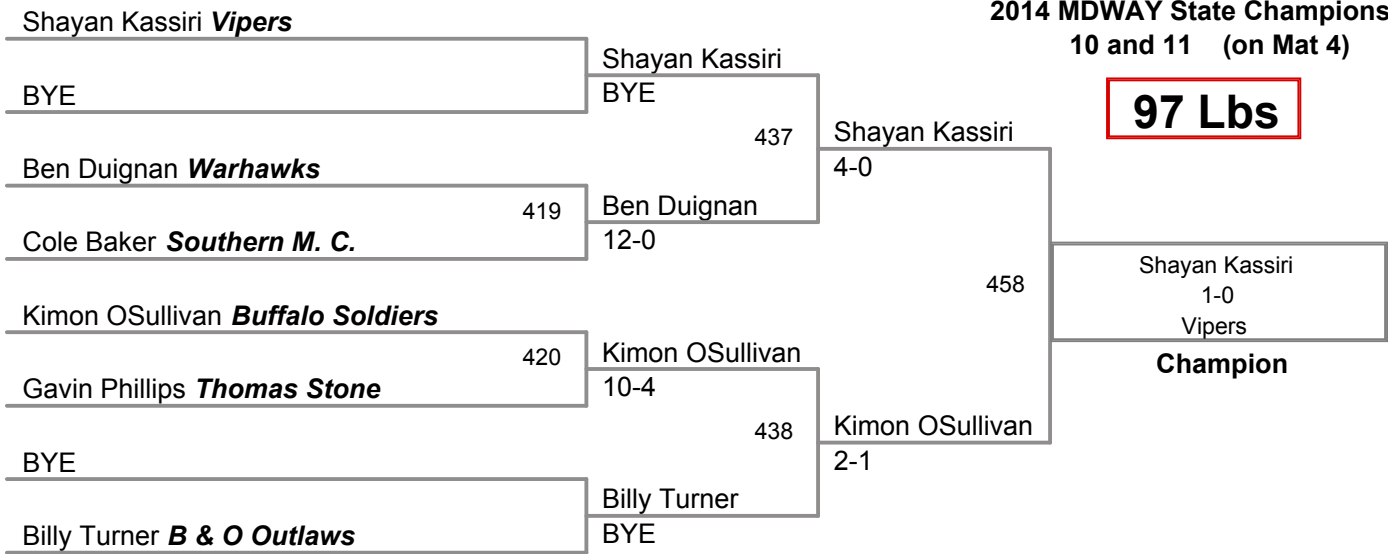 2014 MDWAY State Champions
10 and 11 (on Mat 4)
97 Lbs
Shayan Kassiri Vipers
BYE
Ben Duignan Warhawks
419
Cole Baker Southern M. C.
Kimon OSullivan Buffalo Soldiers
420
Gavin Phillips Thomas Stone
BYE
Billy Turner B & O Outlaws
Shayan Kassiri
BYE
437
Ben Duignan
12-0
Kimon OSullivan
10-4
438
Billy Turner
BYE
Shayan Kassiri
4-0
458
Kimon OSullivan
2-1
Shayan Kassiri
1-0
Vipers
Champion